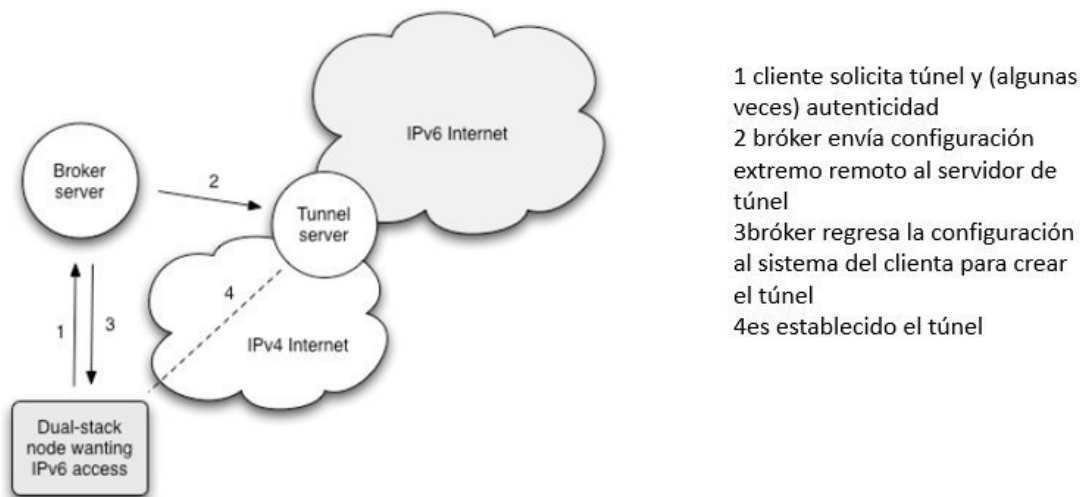 IPv6 Internet
Broker
server
2
Tunnel
server
4
1
3
IPv4 Internet
Dual-stack
node wanting
IPv6 access
1 cliente solicita túnel y (algunas
veces) autenticidad
2 bróker envía configuración
extremo remoto al servidor de
túnel
3bróker regresa la configuración
al sistema del clienta para crear
el túnel
4es establecido el túnel